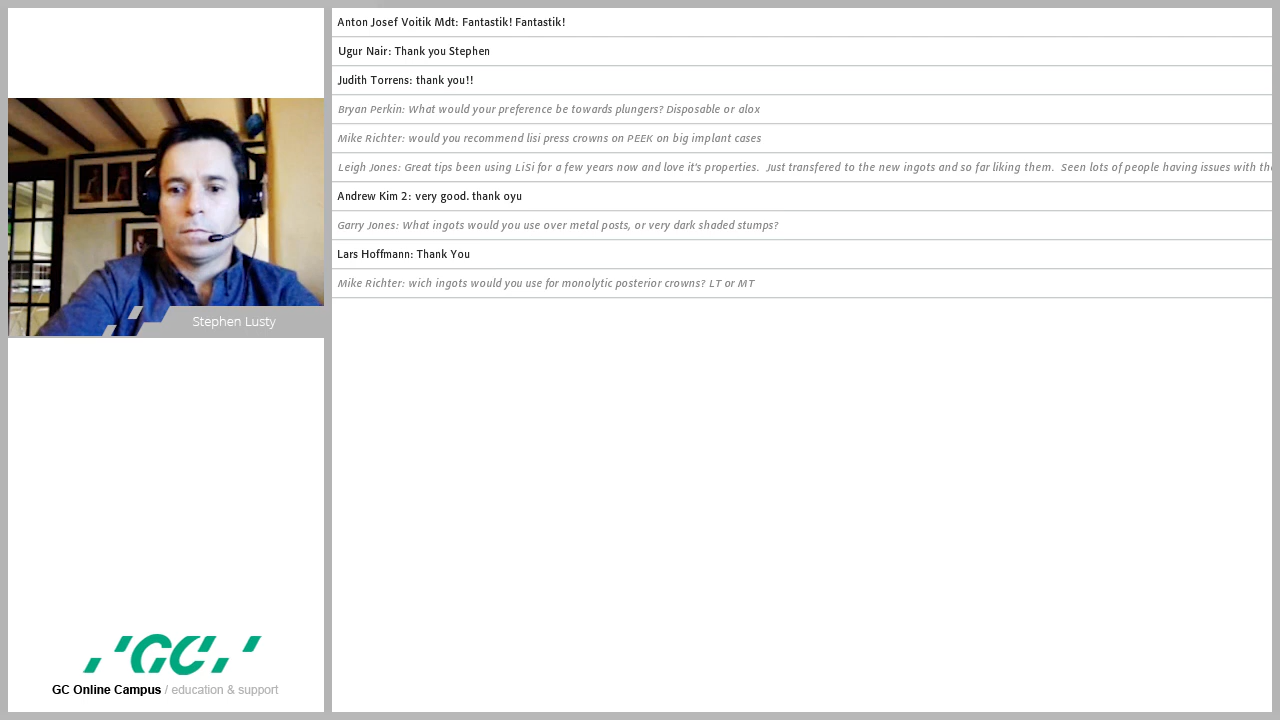 Anton Josef Voitik Mdt: Fantastik! Fantastik!
Ugur Nair: Thank you Stephen
Judith Torrens: thank you!!
Bryan Perkin: What would your preference be towards plungers? Disposable or alox
Mike Richter: would you recommend lisi press crowns on PEEK on big implant cases
Leigh Jones: Great tips been using LiSi for a few years now and love it's properties. Just transfered to the new ingots and so far liking them. Seen lots of people having issues with
Andrew Kim 2: very good. thank oyu
Garry Jones: What ingots would you use over metal posts, or very dark shaded stumps?
Lars Hoffmann: Thank You
Mike Richter: wich ingots would you use for monolytic posterior crowns? LT or MT
Stephen Lusty
GC
GC Online Campus / education & support